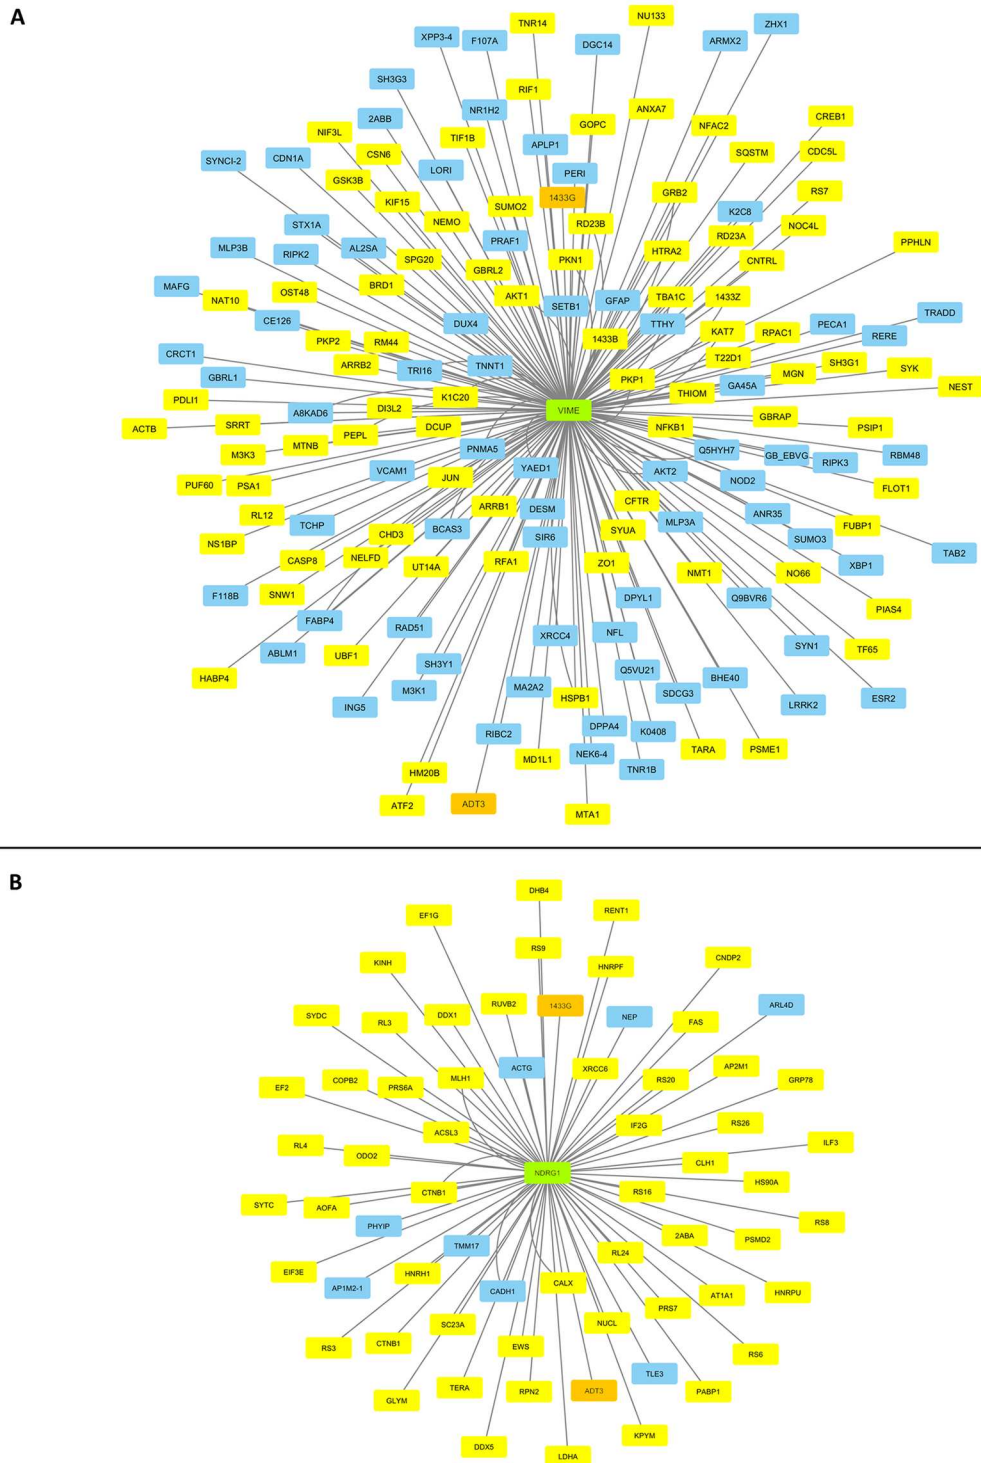 A
TNR14
NU133
ZHX1
XPP3-4
F107A
DGC14
ARMX2
SH3G3
RIF1
NR1H2
ANXA7
2ABB
GOPC
NFAC2
CREB1
NIF3L
TIF1B
APLP1
CSN6
SQSTM
CDC5L
SYNCI-2
CDN1A
LORI
PERI
GSK3B
GRB2
RS7
KIF15
1433G
SUMO2
K2C8
NEMO
RD23B
STX1A
NOC4L
RD23A
MLP3B
RIPK2
AL2SA
PRAF1
HTRA2
PPHLN
SPG20
PKN1
CNTRL
GBRL2
MAFG
OST48
BRD1
NAT10
AKT1
SETB1
GFAP
TBA1C
1433Z
CE126
DUX4
TTHY
PECA1
TRADD
PKP2
RM44
1433B
KAT7
RPAC1
RERE
CRCT1
ARRB2
T22D1
TRI16
TNNT1
SH3G1
GBRL1
PKP1
MGN
SYK
GA45A
NEST
THIOM
PDLI1
K1C20
A8KAD6
DI3L2
VIME
GBRAP
ACTB
SRRT
DCUP
NFKB1
PSIP1
PEPL
MTNB
M3K3
PNMA5
Q5HYH7
GB_EBVG
RBM48
RIPK3
VCAM1
YAED1
AKT2
PUF60
PSA1
JUN
NOD2
FLOT1
ARRB1
CFTR
DESM
RL12
ANR35
TCHP
MLP3A
FUBP1
BCAS3
SYUA
CHD3
SIR6
SUMO3
NS1BP
TAB2
CASP8
NELFD
RFA1
ZO1
XBP1
UT14A
NMT1
NO66
F118B
SNW1
DPYL1
Q9BVR6
PIAS4
FABP4
RAD51
XRCC4
NFL
SYN1
TF65
ABLM1
UBF1
SH3Y1
Q5VU21
HABP4
BHE40
M3K1
MA2A2
SDCG3
HSPB1
ESR2
LRRK2
ING5
DPPA4
K0408
RIBC2
TARA
PSME1
NEK6-4
MD1L1
TNR1B
HM20B
ATF2
ADT3
MTA1
B
DHB4
RENT1
EF1G
RS9
CNDP2
KINH
HNRPF
RUVB2
1433G
ARL4D
SYDC
DDX1
NEP
RL3
FAS
ACTG
XRCC6
AP2M1
MLH1
RS20
GRP78
COPB2
PRS6A
EF2
RS26
IF2G
ACSL3
ILF3
RL4
ODO2
CLH1
NDRG1
HS90A
CTNB1
RS16
SYTC
AOFA
RS8
PHYIP
2ABA
PSMD2
TMM17
RL24
EIF3E
HNRH1
CALX
AP1M2-1
CADH1
AT1A1
HNRPU
PRS7
SC23A
NUCL
RS3
CTNB1
EWS
RS6
TLE3
TERA
RPN2
ADT3
PABP1
GLYM
KPYM
DDX5
LDHA